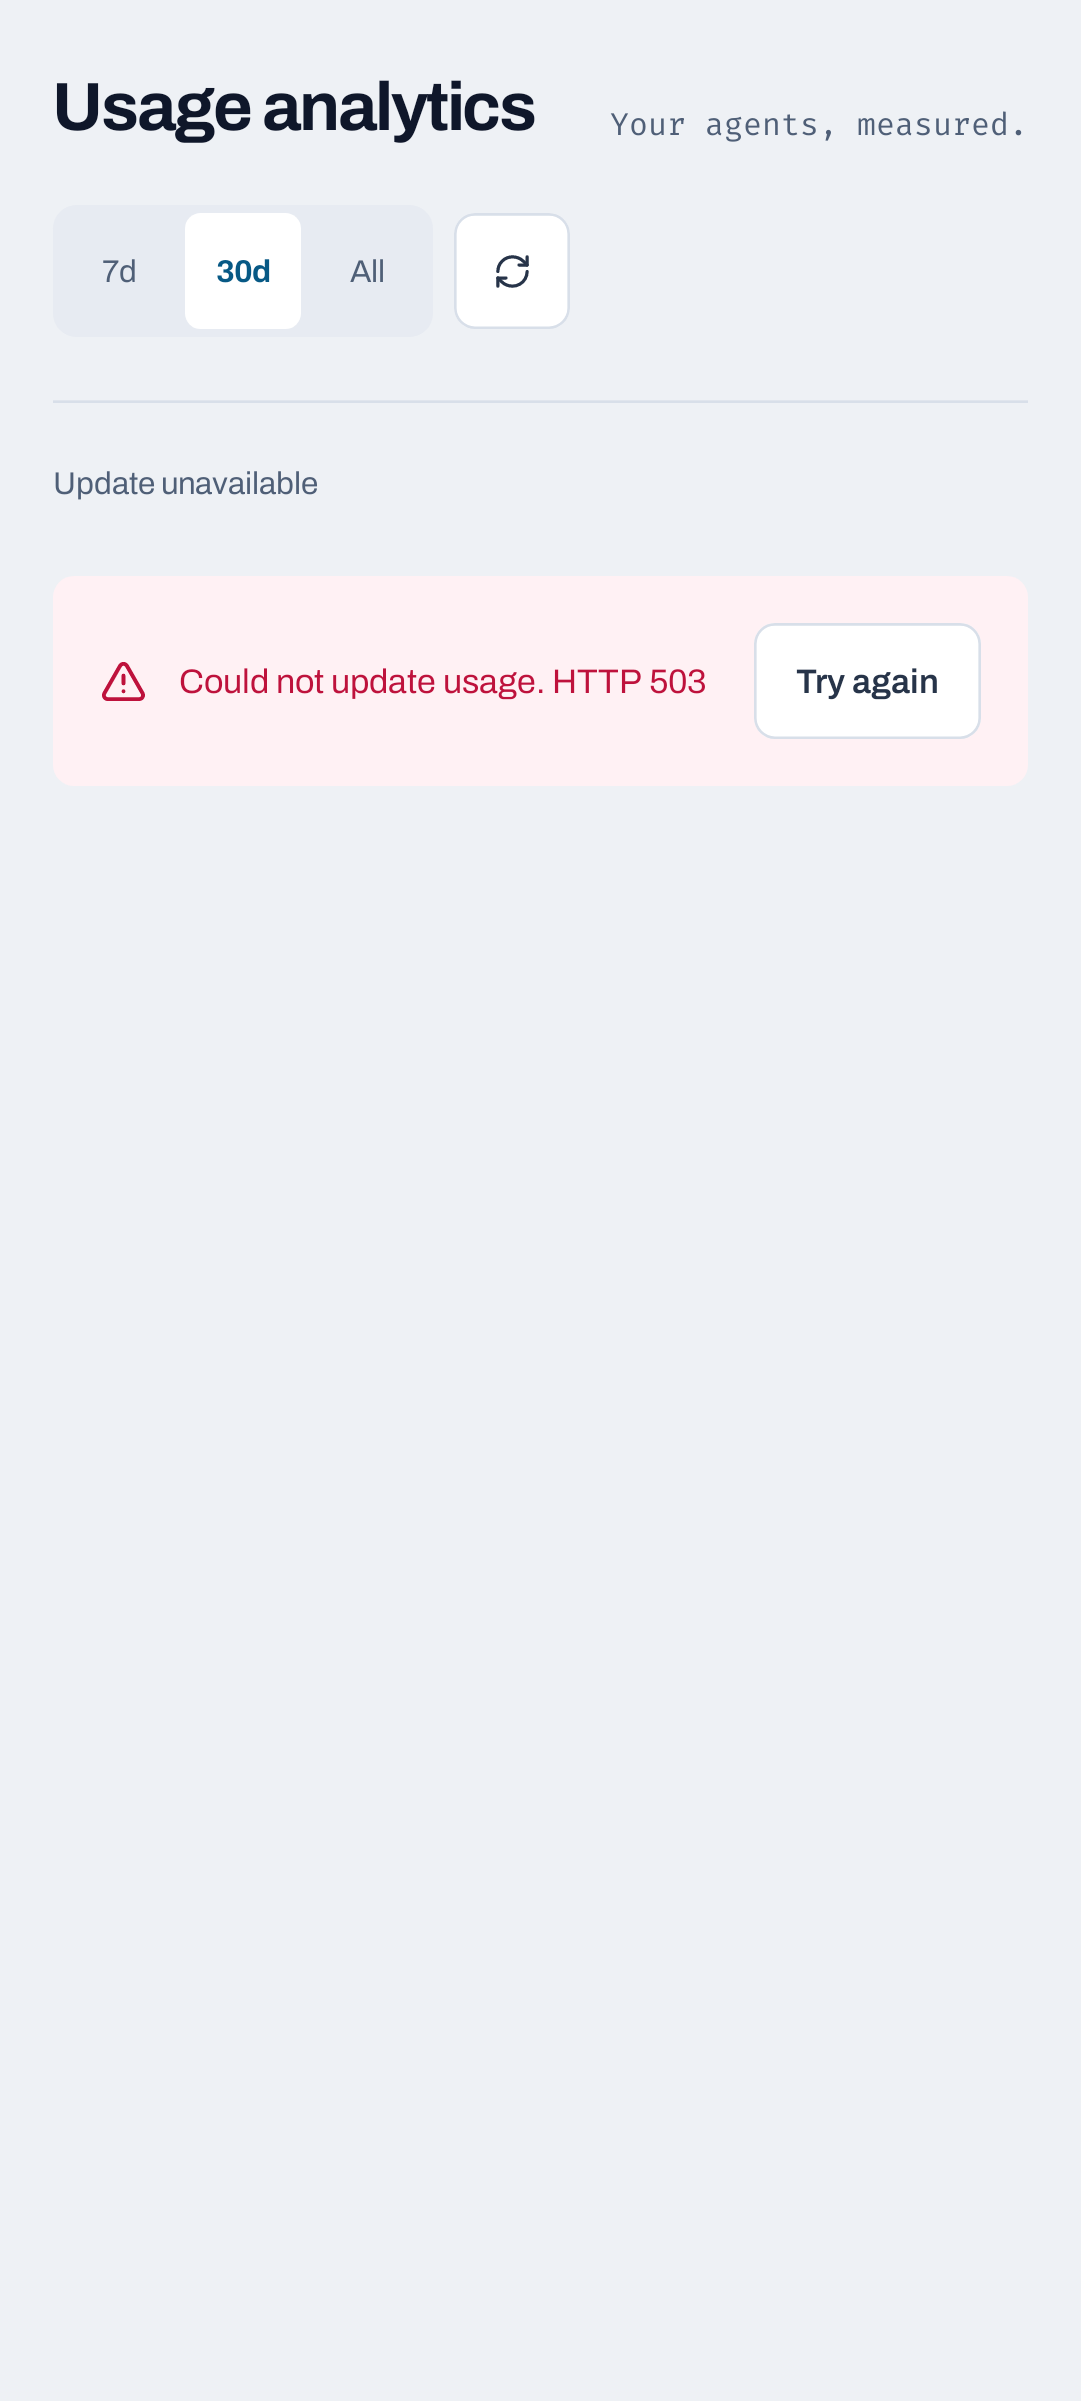 Usage analytics
Your agents, measured.
7d
30d
All
Update unavailable
Could not update usage. HTTP 503
Try again